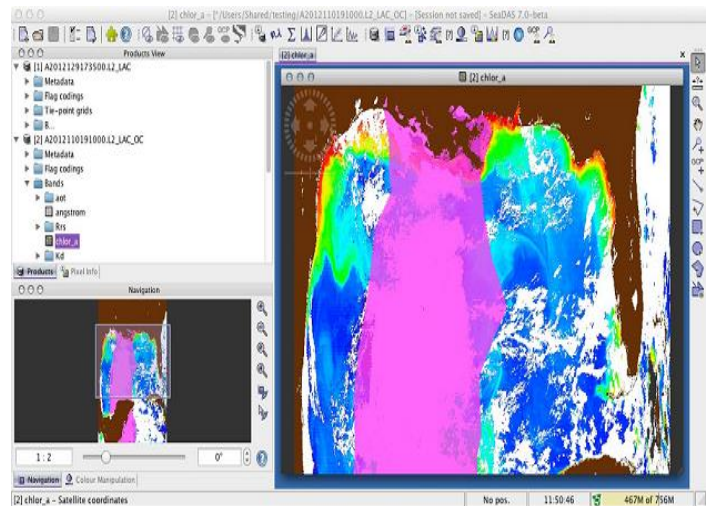 [2] chlor_a – [*/Users/Shared/testing/A2012110191000.L2_LAC_OC] – [Session not saved] – SeaDAS 7.0-beta
Products View
[1] A2012129173500.L2_LAC
Metadata
Flag codings
Tie-point grids
B...
[2] A2012110191000.L2_LAC_OC
Metadata
Flag codings
Bands
aot
angstrom
Rrs
chlor_a
Kd
Products
Pixel Info
Navigation
1 : 2
0°
Navigation
Colour Manipulation
[2] chlor_a
[2] chlor_a
[2] chlor_a – Satellite coordinates
No pos.
11:50:46
467M of 756M